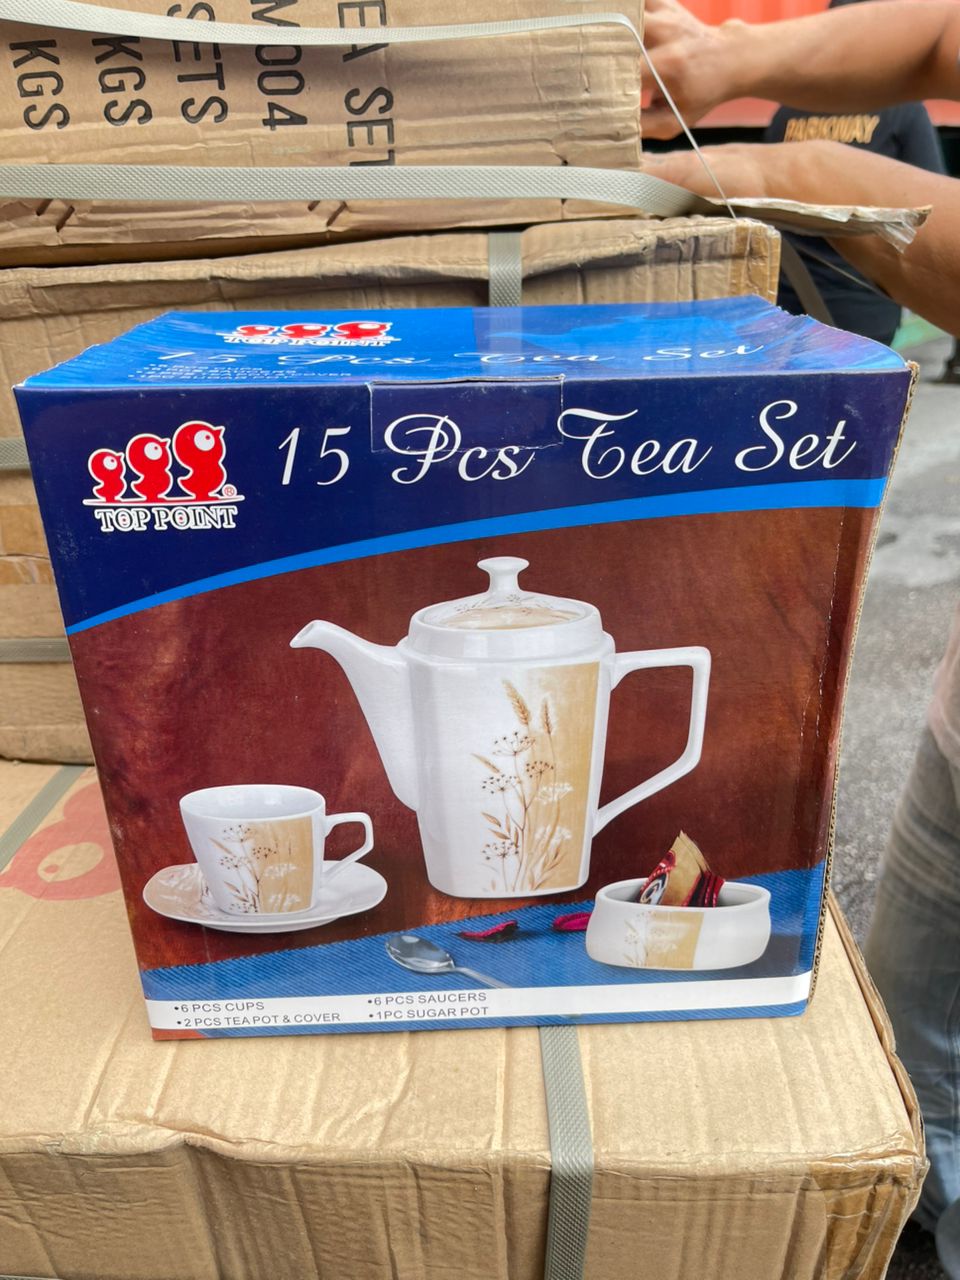 EA SET
M004
SETS
KGS
KGS
PARKWAY
TOP POINT
15 Pcs Tea Set
15 Pcs Tea Set
®
TOP POINT
•6 PCS CUPS
•6 PCS SAUCERS
•2 PCS TEA POT & COVER
•1PC SUGAR POT